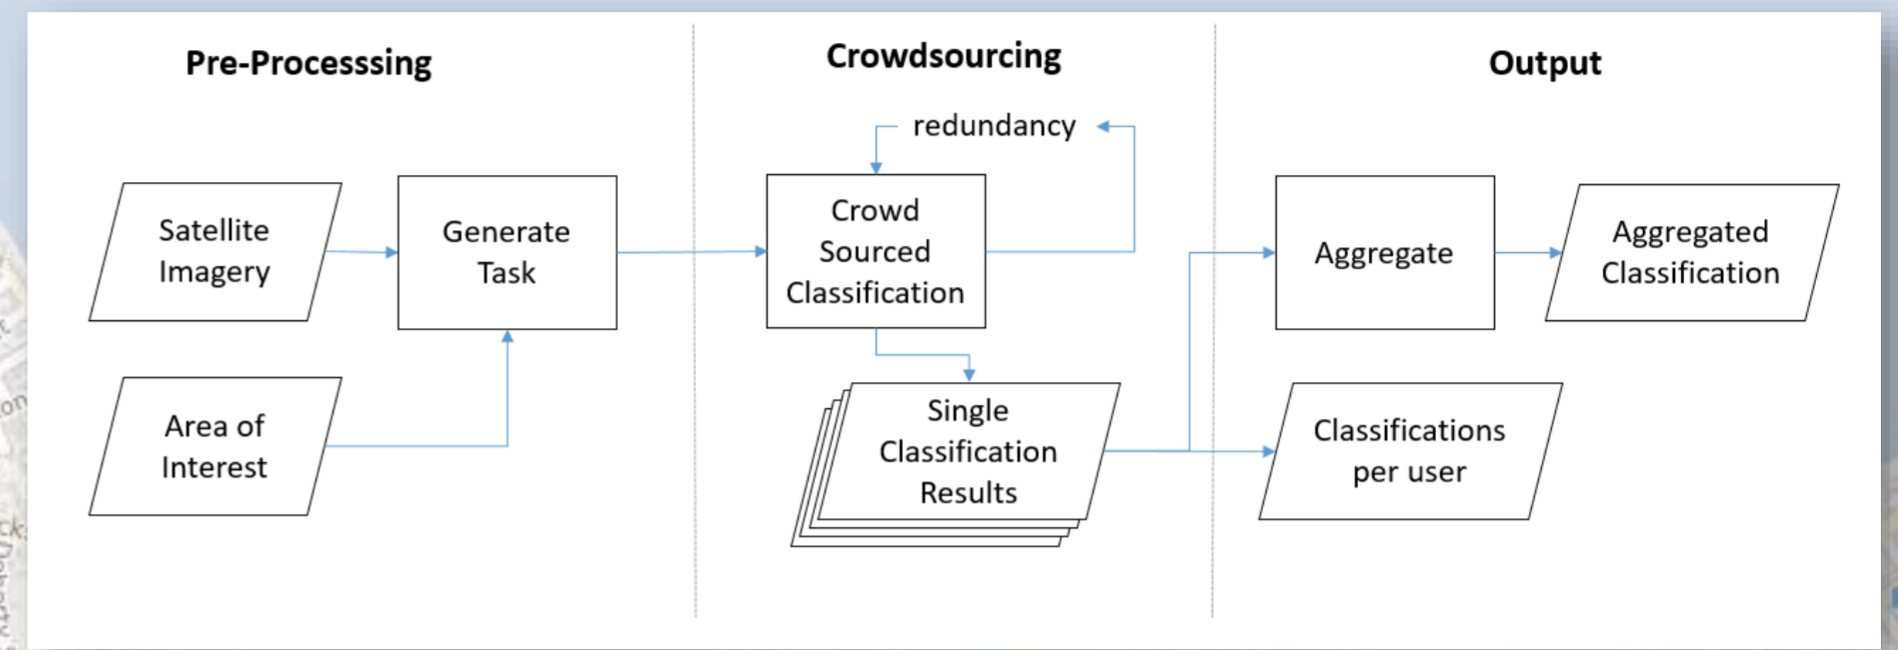 Pre-Processsing
Satellite
Imagery
Generate
Task
Area of
Interest
Crowdsourcing
redundancy
Crowd
Sourced
Classification
Single
Classification
Results
Output
Aggregate
Aggregated
Classification
Classifications
per user